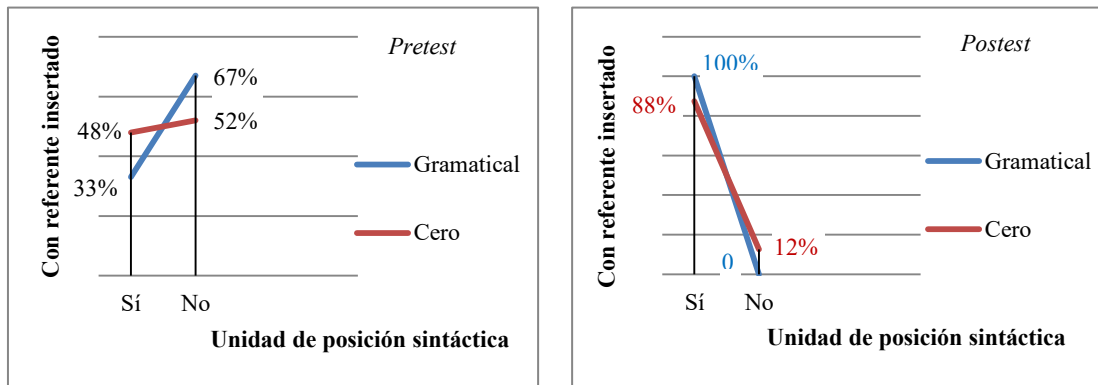 Pretest
Con referente insertado
67%
48%
52%
33%
Gramatical
Cero
Sí
No
Unidad de posición sintáctica
Postest
Con referente insertado
100%
88%
Gramatical
Cero
0
12%
Sí
No
Unidad de posición sintáctica